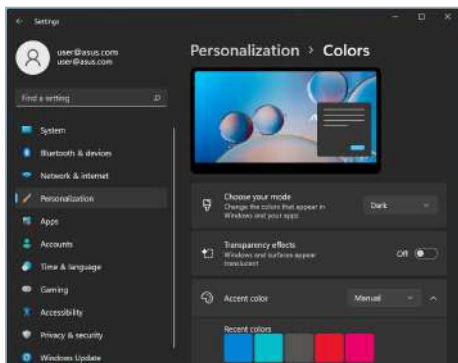 Settings
user@asus.com
user@asus.com
Find a setting
System
Bluetooth & devices
Network & internet
Personalization
Apps
Accounts
Time & language
Gaming
Accessibility
Privacy & security
Windows Update
Personalization > Colors
Choose your mode
Change the colors that appear in
Windows and your apps
Dark
Transparency effects
Windows and surfaces appear
translucent
Off
Accent color
Manual
Recent colors